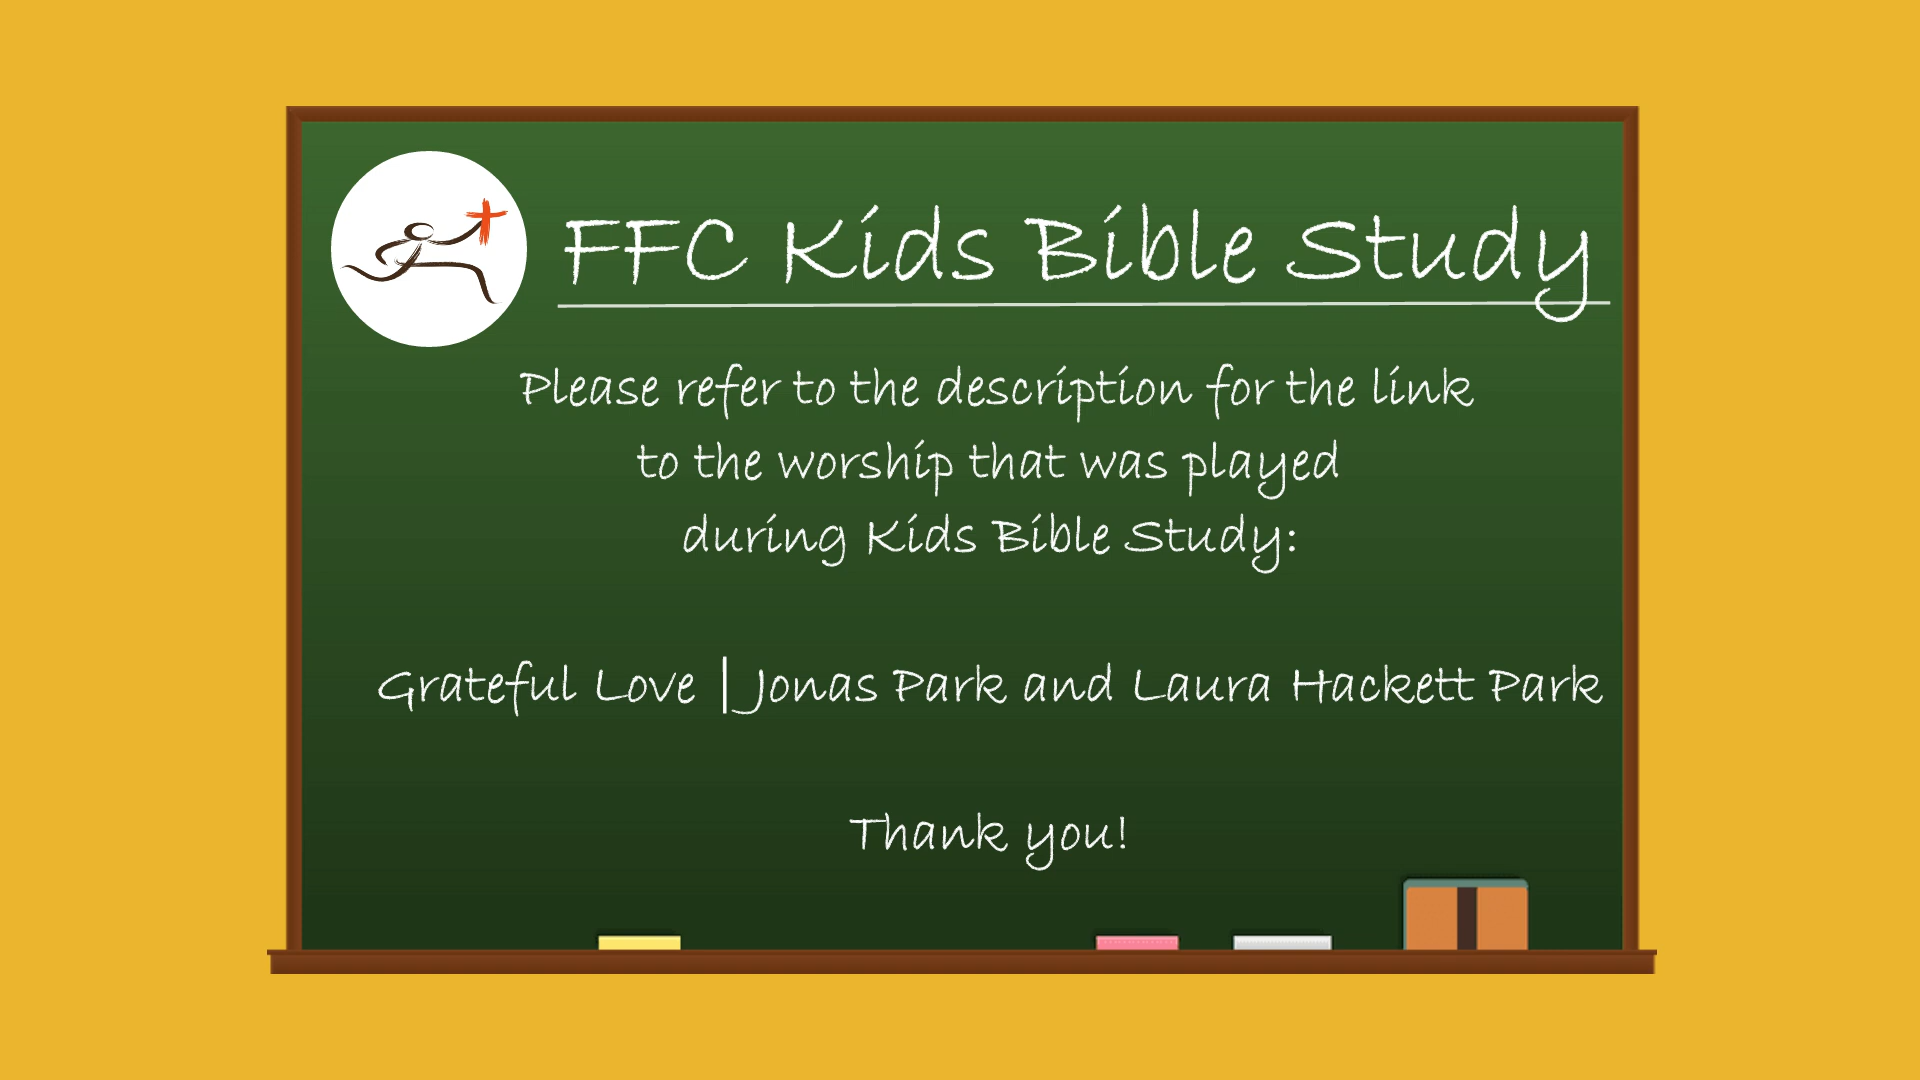 FFC Kids Bible Study
Please refer to the description for the link
to the worship that was played
during Kids Bible Study:
Grateful Love | Jonas Park and Laura Hackett Park
Thank you!